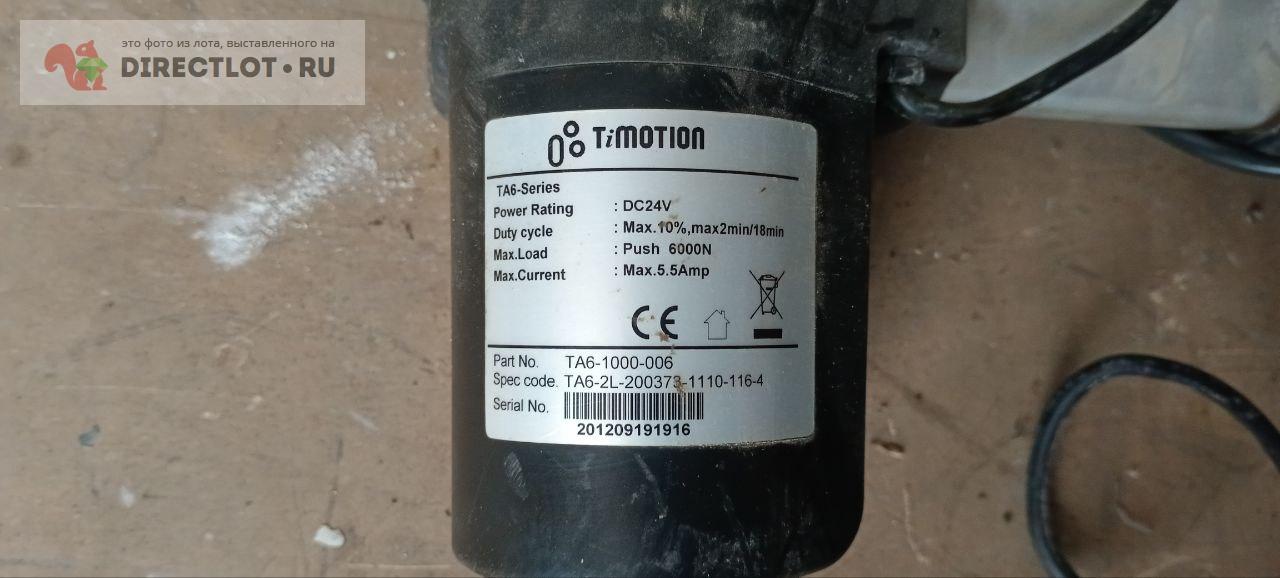 это фото из лота, выставленного на
DIRECTLOT•RU
TiMOTION
TA6-Series
Power Rating : DC24V
Duty cycle : Max.10%,max2min/18min
Max.Load : Push 6000N
Max.Current : Max.5.5Amp
CE
Part No. TA6-1000-006
Spec code. TA6-2L-200373-1110-116-4
Serial No.
201209191916